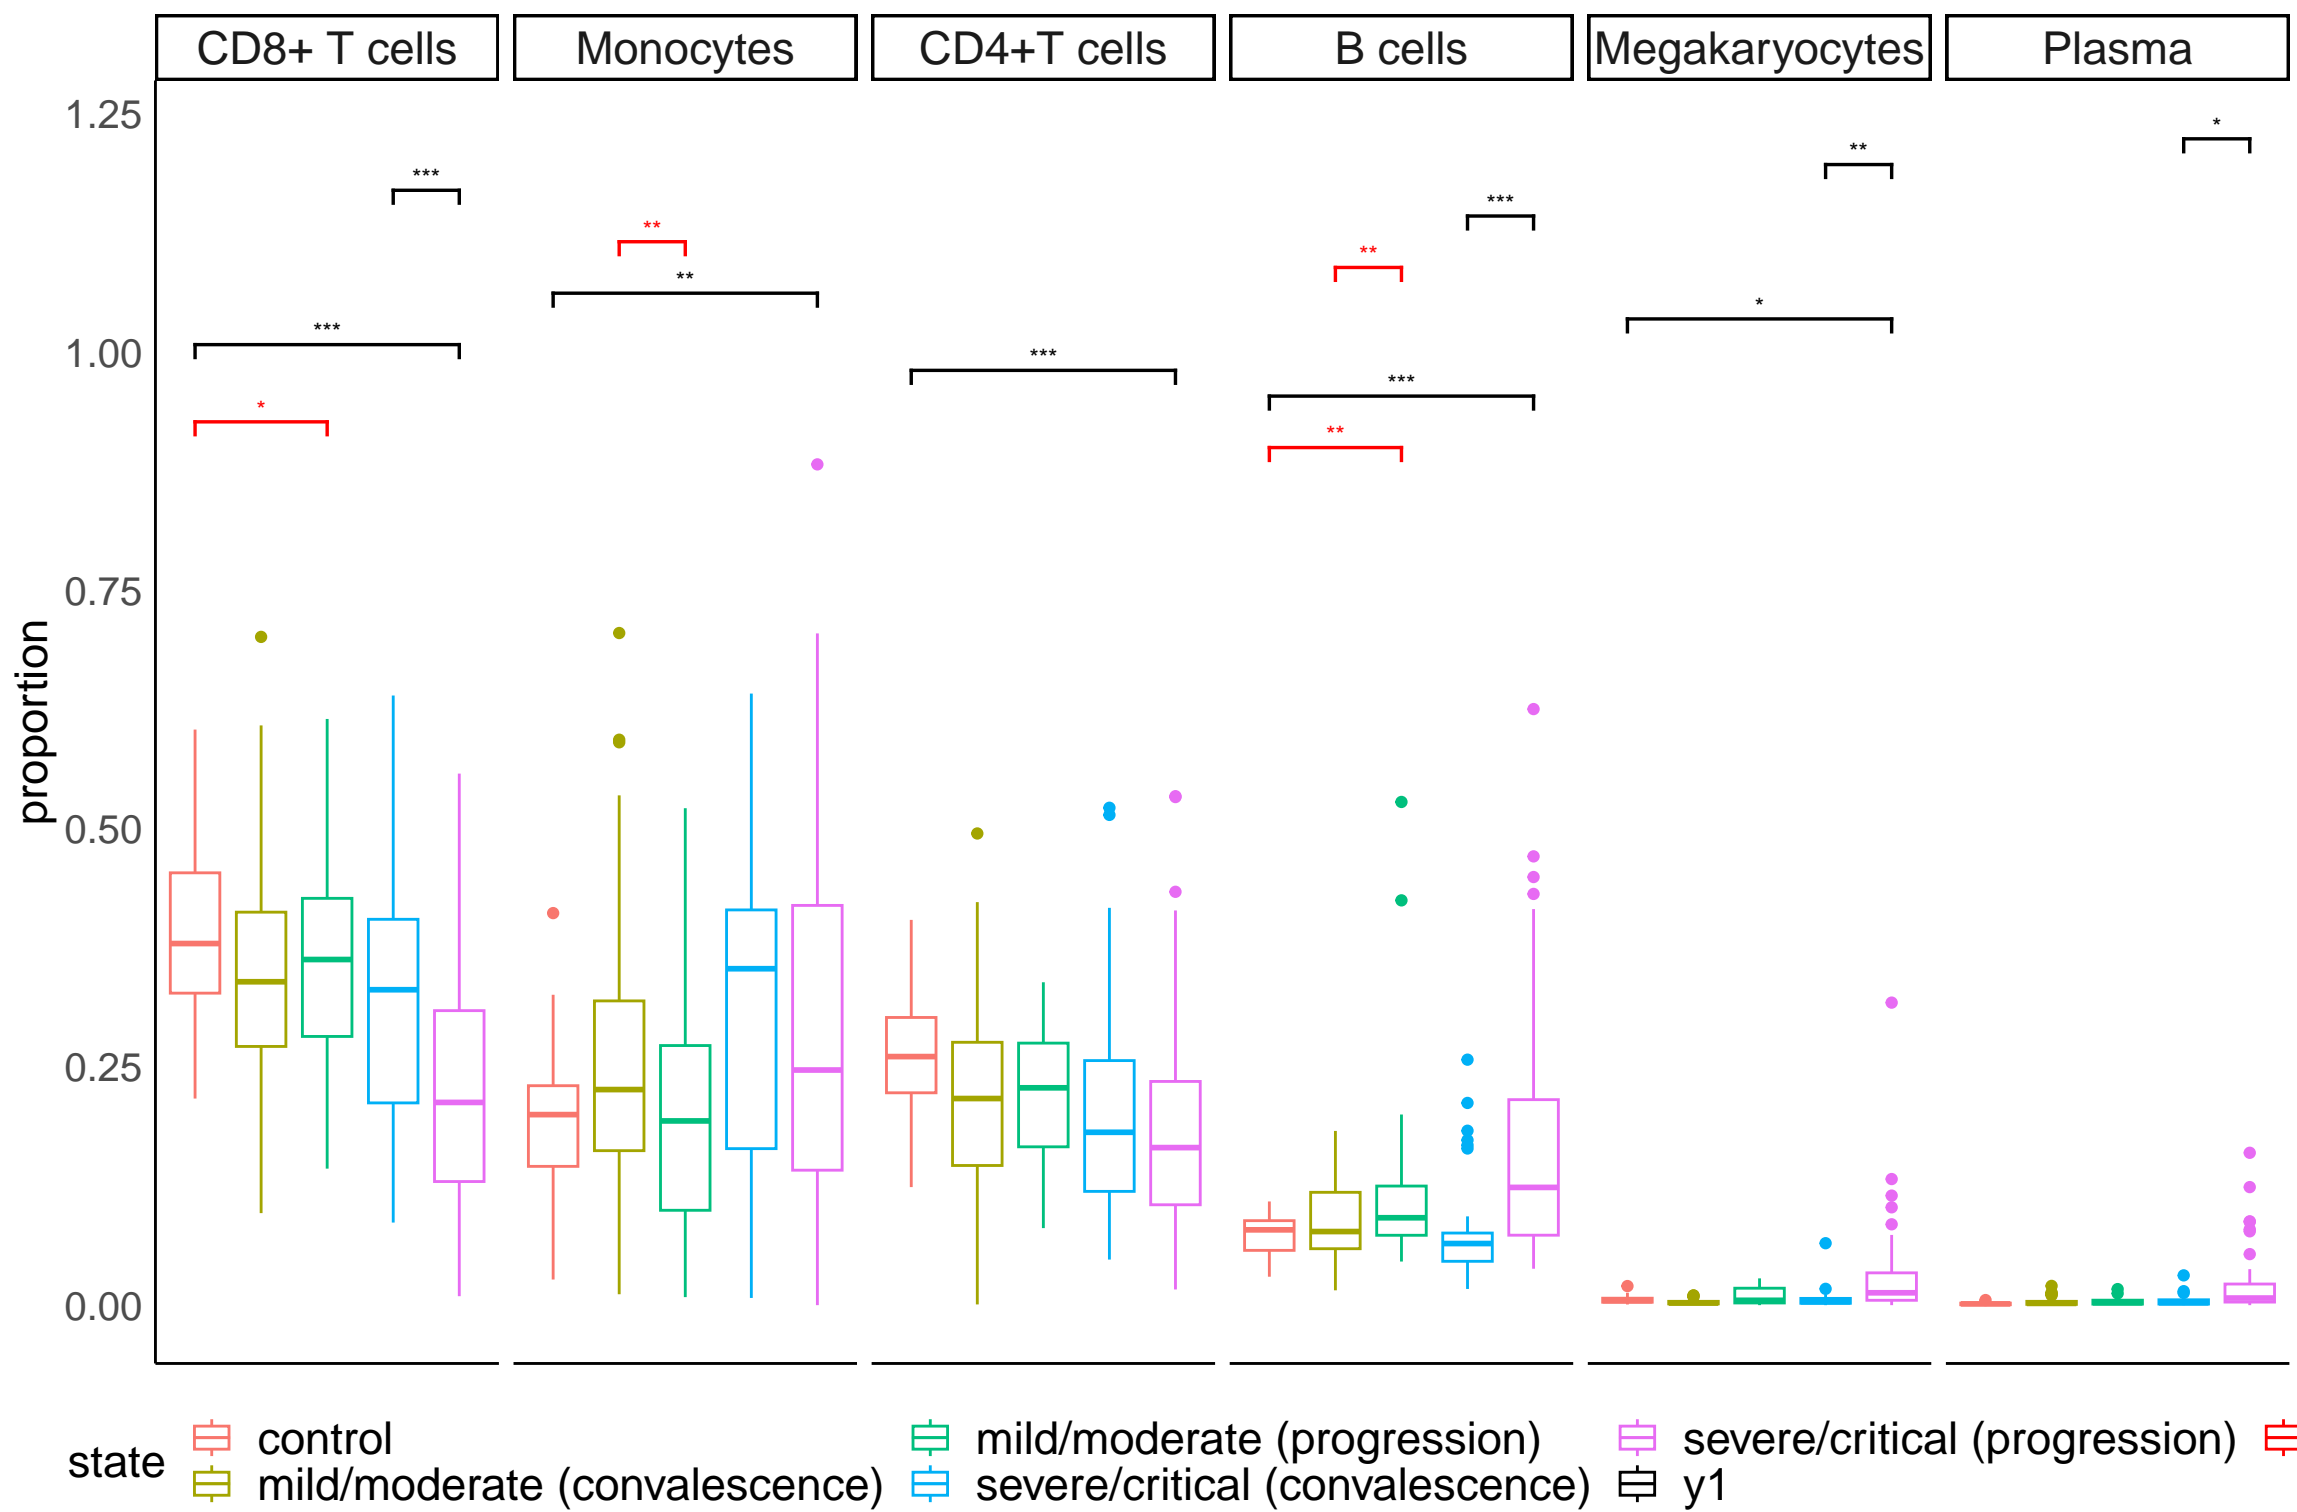 CD8+ T cells Monocytes CD4+T cells B cells Megakaryocytes Plasma
1.25
*
**
***
***
**
**
**
*
***
1.00
***
***
*
**
0.75
proportion
0.50
0.25
0.00
state
control
mild/moderate (progression)
severe/critical (progression)
mild/moderate (convalescence)
severe/critical (convalescence)
y1